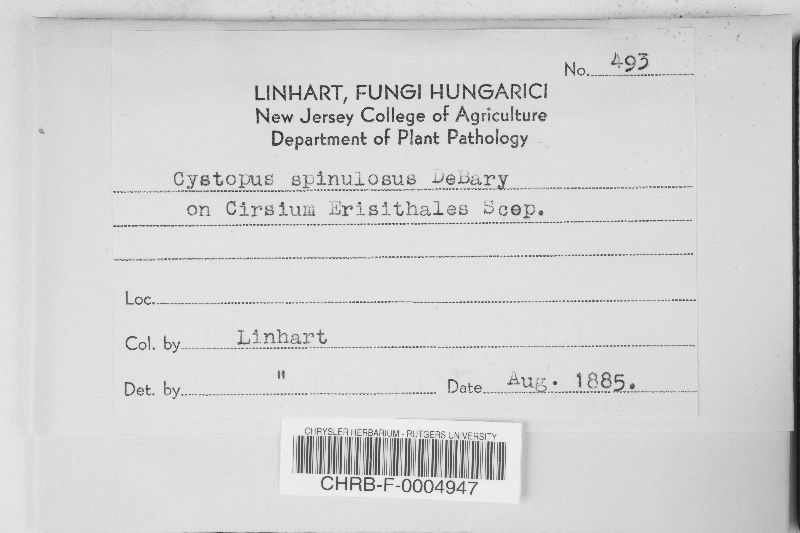 No. 493
LINHART, FUNGI HUNGARICI
New Jersey College of Agriculture
Department of Plant Pathology
Cystopus spinulosus DeBary
on Cirsium Erisithales Scop.
Loc.
Col. by Linhart
Det. by " Date Aug. 1885.
CHRYSLER HERBARIUM - RUTGERS UNIVERSITY
CHRB-F-0004947